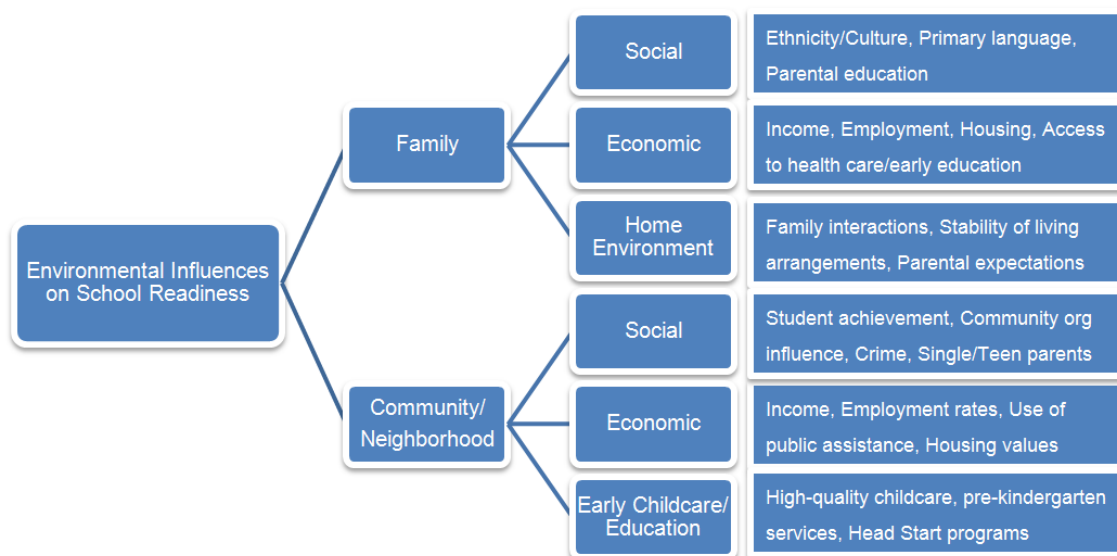 Environmental Influences
on School Readiness
Family
Social
Ethnicity/Culture, Primary language,
Parental education
Economic
Income, Employment, Housing, Access
to health care/early education
Home
Environment
Family interactions, Stability of living
arrangements, Parental expectations
Community/
Neighborhood
Social
Student achievement, Community org
influence, Crime, Single/Teen parents
Economic
Income, Employment rates, Use of
public assistance, Housing values
Early Childcare/
Education
High-quality childcare, pre-kindergarten
services, Head Start programs